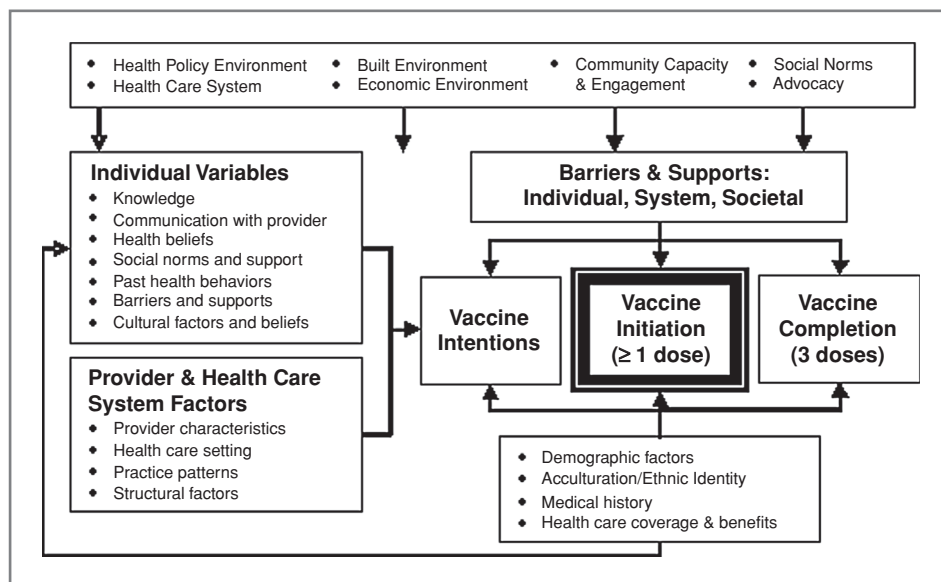 • Health Policy Environment
• Health Care System
• Built Environment
• Economic Environment
• Community Capacity
& Engagement
• Social Norms
• Advocacy
Individual Variables
• Knowledge
• Communication with provider
• Health beliefs
• Social norms and support
• Past health behaviors
• Barriers and supports
• Cultural factors and beliefs
Provider & Health Care
System Factors
• Provider characteristics
• Health care setting
• Practice patterns
• Structural factors
Barriers & Supports:
Individual, System, Societal
Vaccine
Intentions
Vaccine
Initiation
(≥ 1 dose)
Vaccine
Completion
(3 doses)
• Demographic factors
• Acculturation/Ethnic Identity
• Medical history
• Health care coverage & benefits